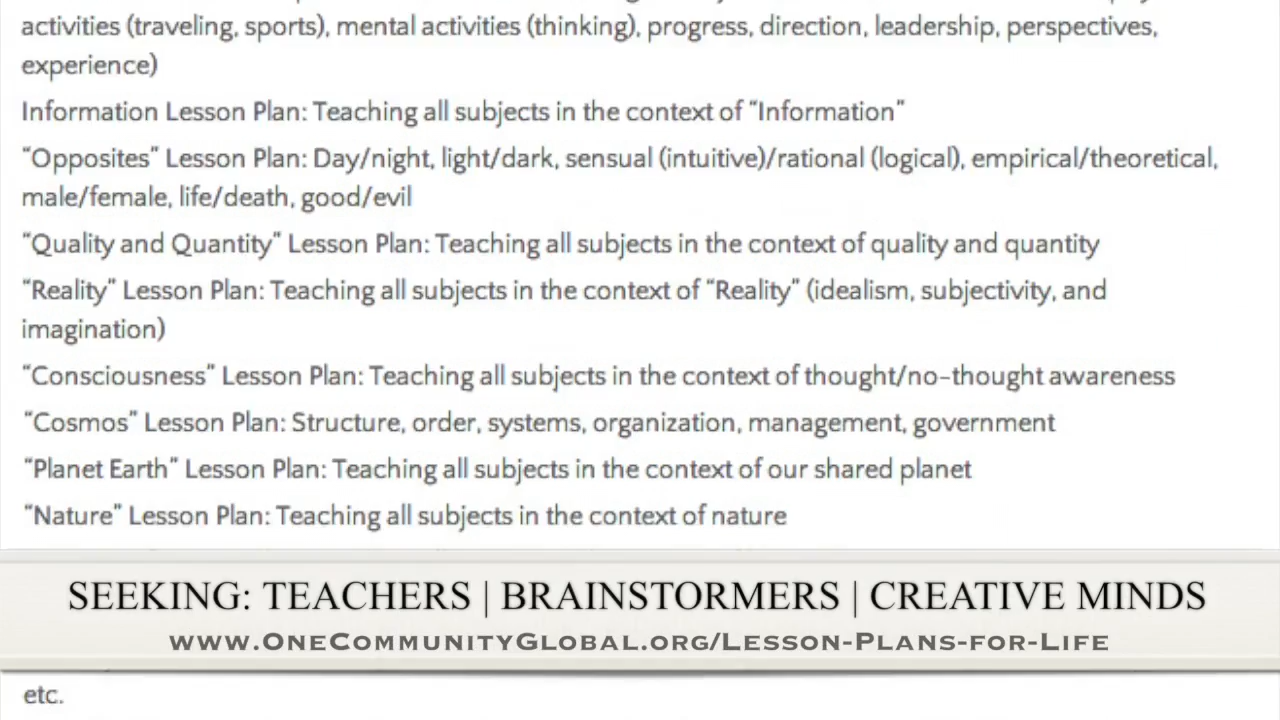 activities (traveling, sports), mental activities (thinking), progress, direction, leadership, perspectives,
experience)
Information Lesson Plan: Teaching all subjects in the context of “Information”
“Opposites” Lesson Plan: Day/night, light/dark, sensual (intuitive)/rational (logical), empirical/theoretical,
male/female, life/death, good/evil
“Quality and Quantity” Lesson Plan: Teaching all subjects in the context of quality and quantity
“Reality” Lesson Plan: Teaching all subjects in the context of “Reality” (idealism, subjectivity, and
imagination)
“Consciousness” Lesson Plan: Teaching all subjects in the context of thought/no-thought awareness
“Cosmos” Lesson Plan: Structure, order, systems, organization, management, government
“Planet Earth” Lesson Plan: Teaching all subjects in the context of our shared planet
“Nature” Lesson Plan: Teaching all subjects in the context of nature
SEEKING: TEACHERS | BRAINSTORMERS | CREATIVE MINDS
www.OneCommunityGlobal.org/Lesson-Plans-for-Life
etc.